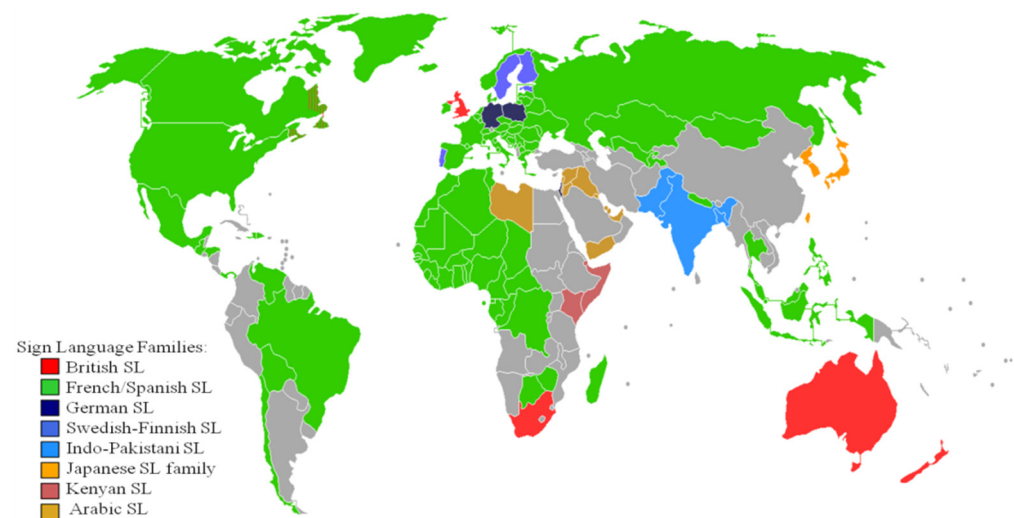 Sign Language Families:
British SL
French/Spanish SL
German SL
Swedish-Finnish SL
Indo-Pakistani SL
Japanese SL family
Kenyan SL
Arabic SL